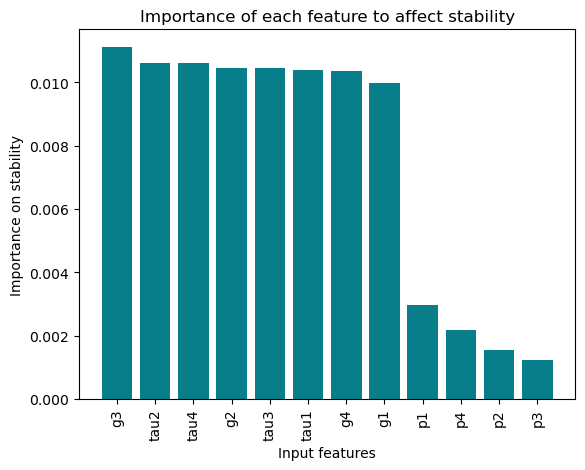 Importance of each feature to affect stability
Importance on stability
0.010
0.008
0.006
0.004
0.002
0.000
g3 tau2 tau4 g2 tau3 tau1 g4 g1 p1 p4 p2 p3
Input features